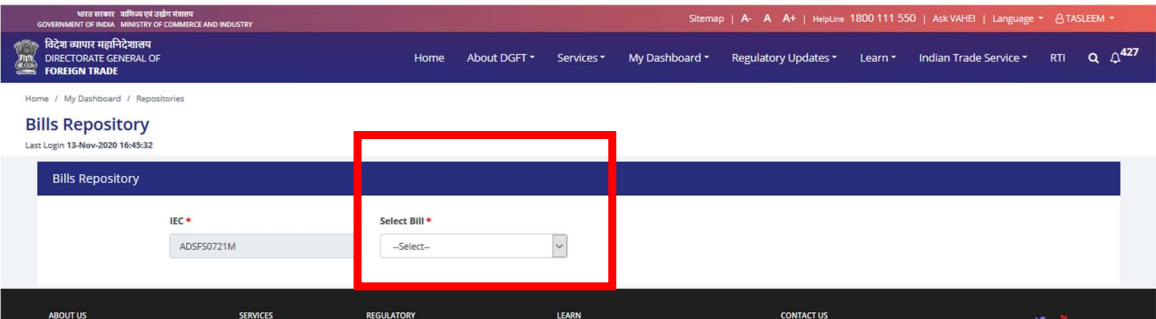 भारत सरकार वाणिज्य एवं उद्योग मंत्रालय
GOVERNMENT OF INDIA MINISTRY OF COMMERCE AND INDUSTRY
Sitemap | A- A A+ | HelpLine 1800 111 550 | Ask VAHEI | Language TASLEEM
विदेश व्यापार महानिदेशालय
DIRECTORATE GENERAL OF
FOREIGN TRADE
Home About DGFT Services My Dashboard Regulatory Updates Learn Indian Trade Service RTI 427
Home / My Dashboard / Repositories
Bills Repository
Last Login 13-Nov-2020 16:45:32
Bills Repository
IEC * Select Bill *
ADSFS0721M --Select--
ABOUT US SERVICES REGULATORY LEARN CONTACT US